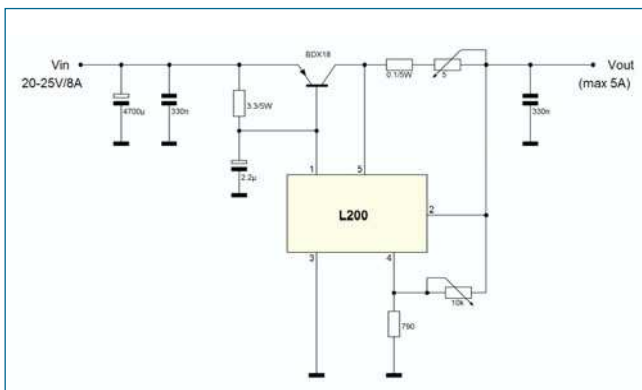 BDX18
Vin
20-25V/8A
4700µ
330n
3.3/5W
2.2µ
0.1/5W
5
Vout
(max 5A)
330n
1
5
L200
2
3
4
10k
790